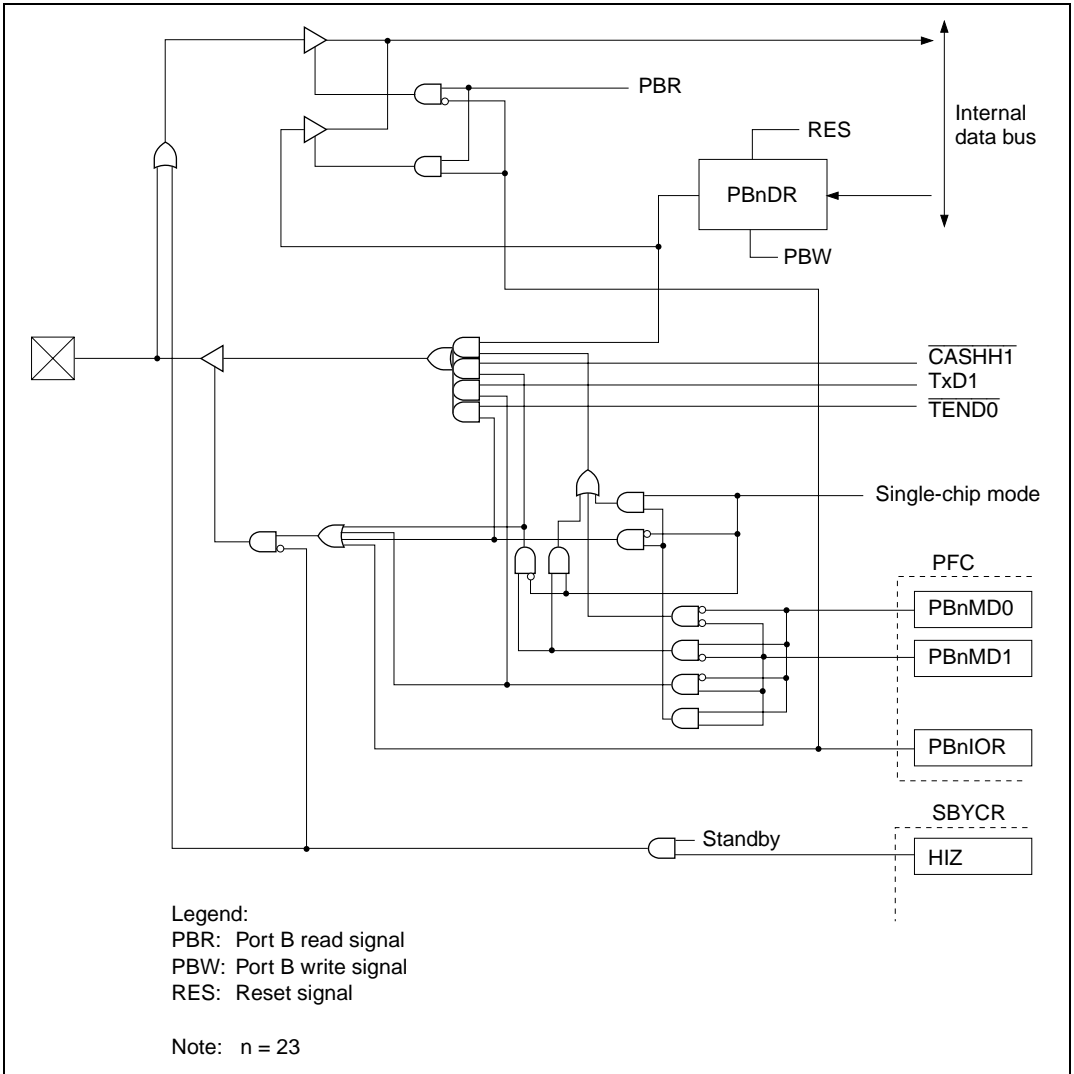 PBR
RES
Internal
data bus
PBnDR
PBW
CASHH1
TxD1
TEND0
Single-chip mode
PFC
PBnMD0
PBnMD1
PBnIOR
SBYCR
Standby
HIZ
Legend:
PBR: Port B read signal
PBW: Port B write signal
RES: Reset signal
Note: n = 23